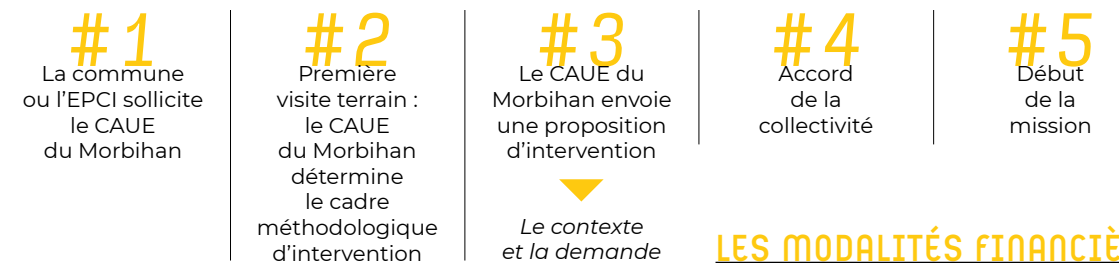 #1
La commune
ou l’EPCI sollicite
le CAUE
du Morbihan
#2
Première
visite terrain :
le CAUE
du Morbihan
détermine
le cadre
méthodologique
d’intervention
#3
Le CAUE du
Morbihan envoie
une proposition
d’intervention
Le contexte
et la demande
#4
Accord
de la
collectivité
#5
Début
de la
mission
LES MODALITÉS FINANCIÈ